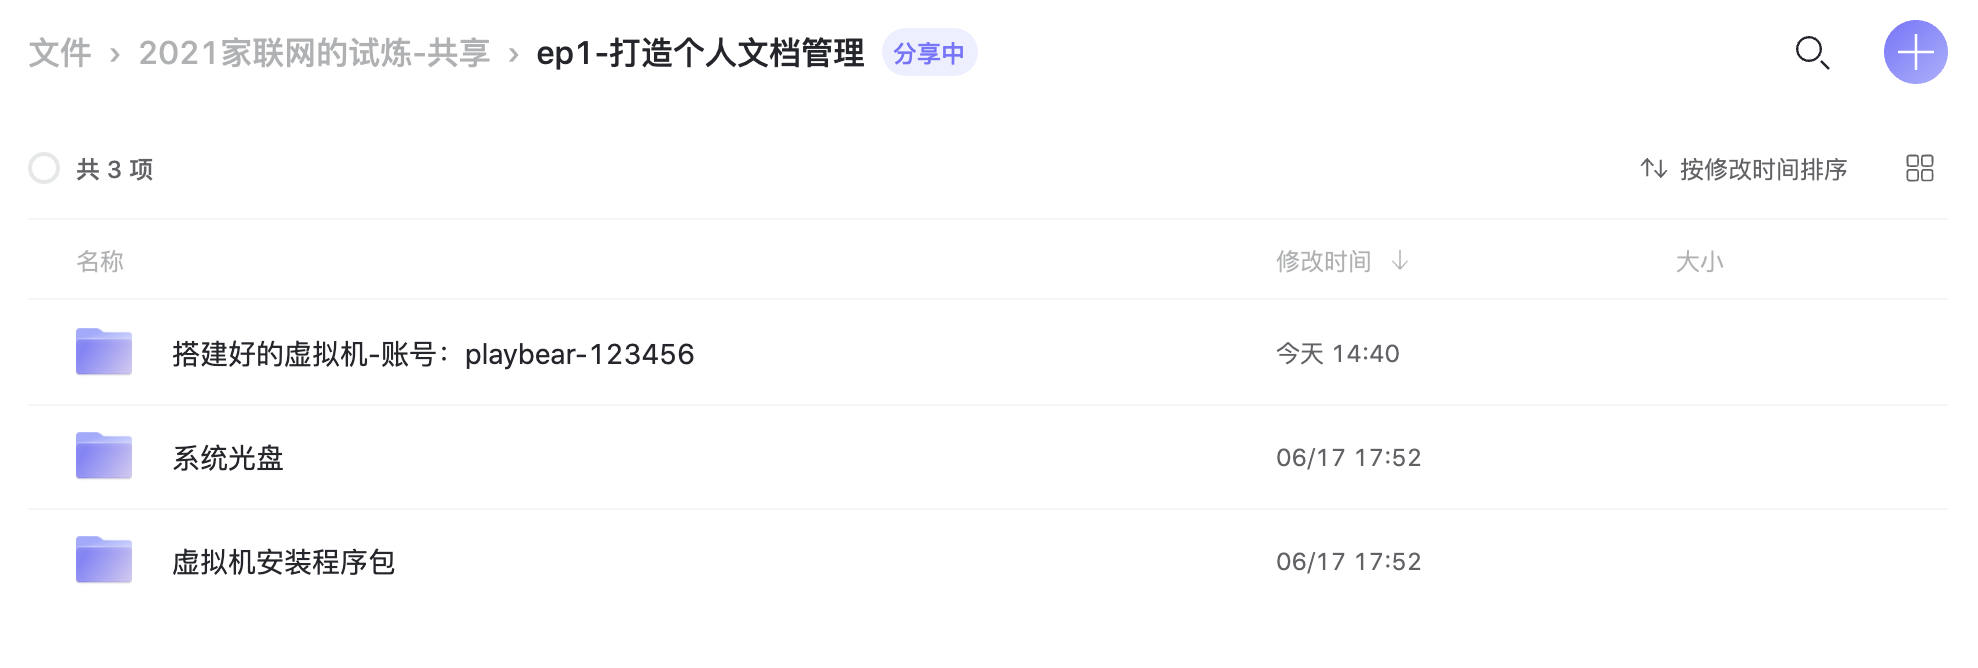 文件 › 2021家联网的试炼-共享 › ep1-打造个人文档管理 分享中
共 3 项 按修改时间排序
名称 修改时间 大小
搭建好的虚拟机-账号：playbear-123456 今天 14:40
系统光盘 06/17 17:52
虚拟机安装程序包 06/17 17:52